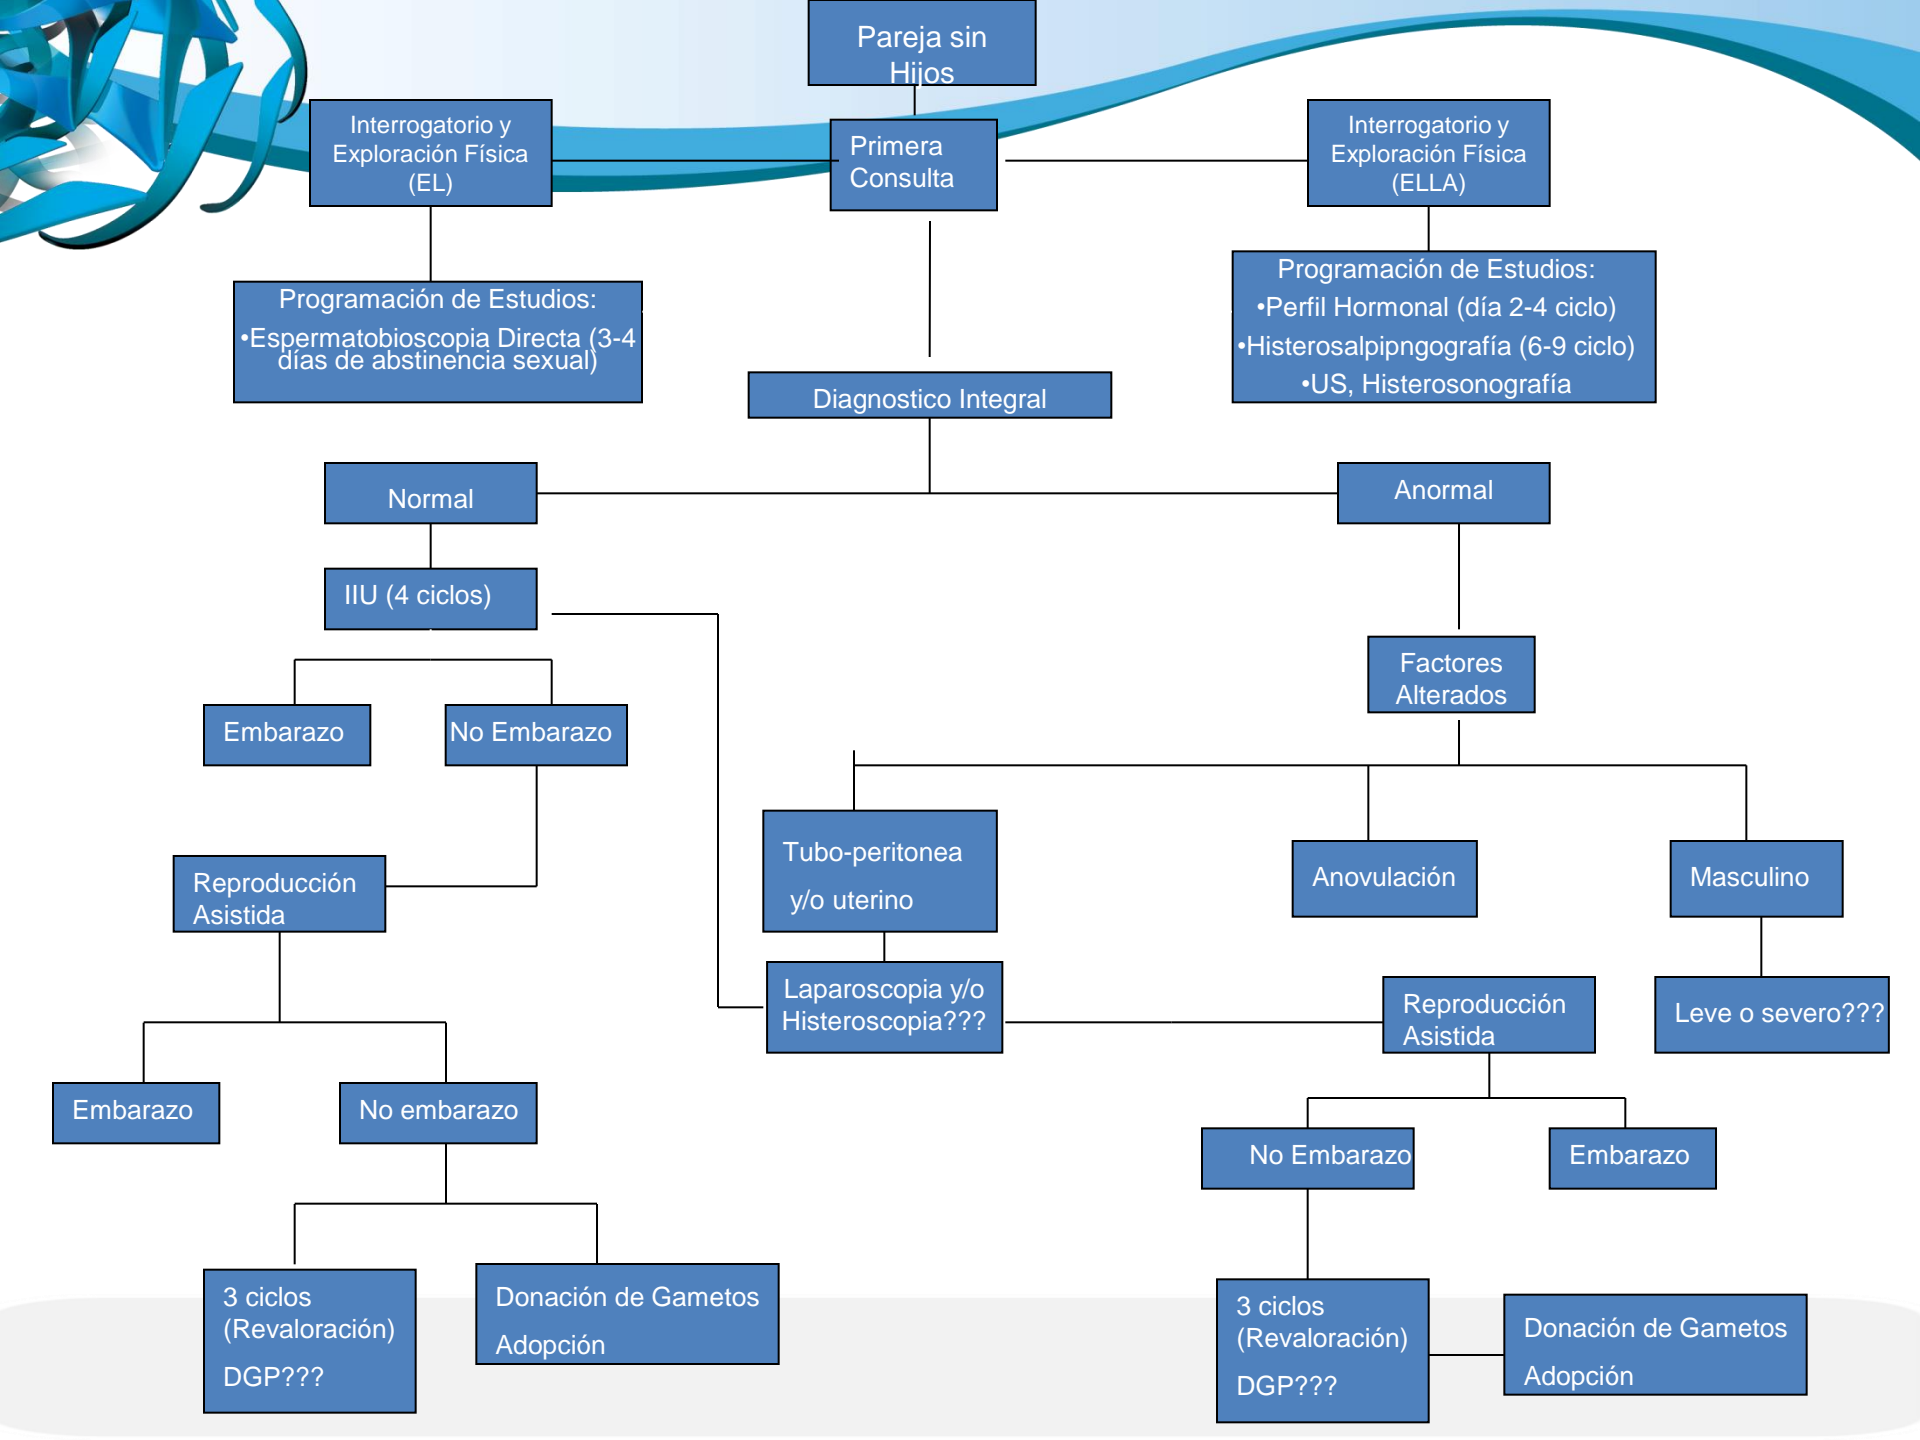 Pareja sin
Hijos
Interrogatorio y
Exploración Física
(EL)
Primera
Consulta
Interrogatorio y
Exploración Física
(ELLA)
Programación de Estudios:
•Espermatobioscopia Directa (3-4
días de abstinencia sexual)
Programación de Estudios:
•Perfil Hormonal (día 2-4 ciclo)
•Histerosalpipngografía (6-9 ciclo)
•US, Histerosonografía
Diagnostico Integral
Normal
Anormal
IIU (4 ciclos)
Factores
Alterados
Embarazo
No Embarazo
Tubo-peritonea
y/o uterino
Anovulación
Masculino
Reproducción
Asistida
Laparoscopia y/o
Histeroscopia???
Reproducción
Asistida
Leve o severo???
Embarazo
No embarazo
No Embarazo
Embarazo
3 ciclos
(Revaloración)
DGP???
Donación de Gametos
Adopción
3 ciclos
(Revaloración)
DGP???
Donación de Gametos
Adopción